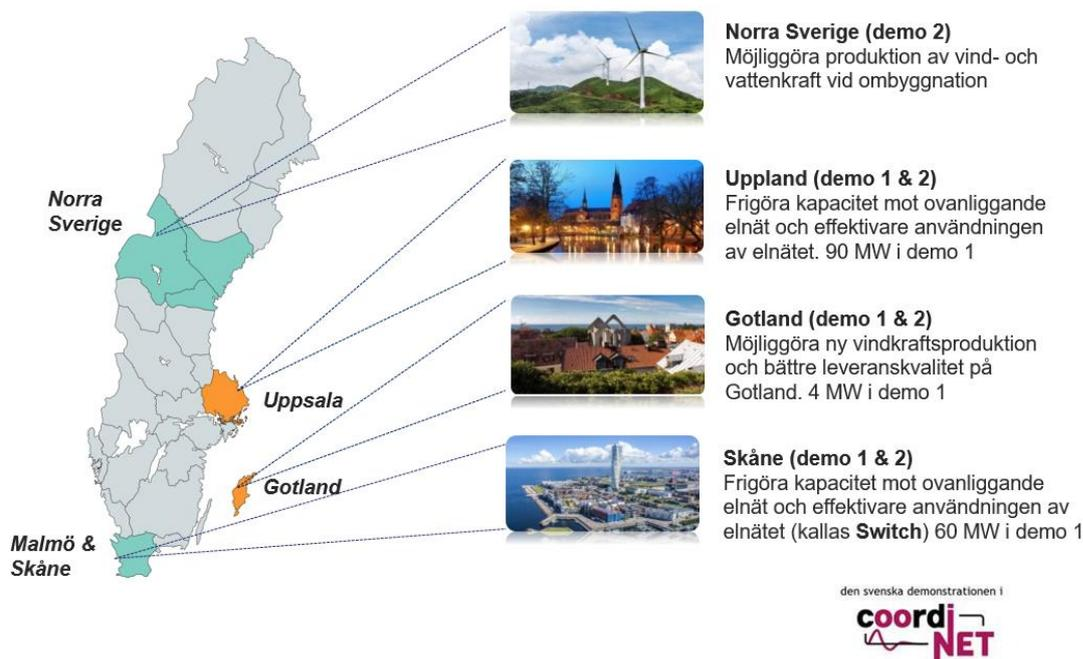 Norra Sverige (demo 2)
Möjliggöra produktion av vind- och
vattenkraft vid ombyggnation
Norra
Sverige
Uppland (demo 1 & 2)
Frigöra kapacitet mot ovanliggande
elnät och effektivare användningen
av elnätet. 90 MW i demo 1
Uppsala
Gotland (demo 1 & 2)
Möjliggöra ny vindkraftsproduktion
och bättre leveranskvalitet på
Gotland. 4 MW i demo 1
Gotland
Skåne (demo 1 & 2)
Frigöra kapacitet mot ovanliggande
elnät och effektivare användningen av
elnätet (kallas Switch) 60 MW i demo 1
Malmö &
Skåne
den svenska demonstrationen i
coordi
NET